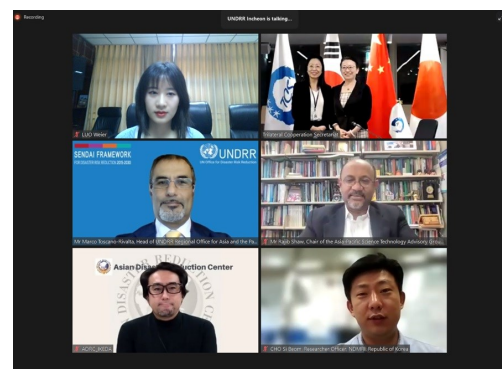 Recording
UNDRR Incheon is talking...
LUO Weier
Trilateral Cooperation Secretariat
SENDAI FRAMEWORK
FOR DISASTER RISK REDUCTION 2015-2030
UNDRR
UN Office for Disaster Risk Reduction
Mr Marco Toscano-Rivalta, Head of UNDRR Regional Office for Asia and the Pa...
Mr Rajib Shaw, Chair of the Asia Pacific Science Technology Advisory Grou...
Asian Disaster Reduction Center
DISASTER REDUCTION
ADRC_IKEDA
CHO Si Beom, Researcher Officer, NDMI, Republic of Korea